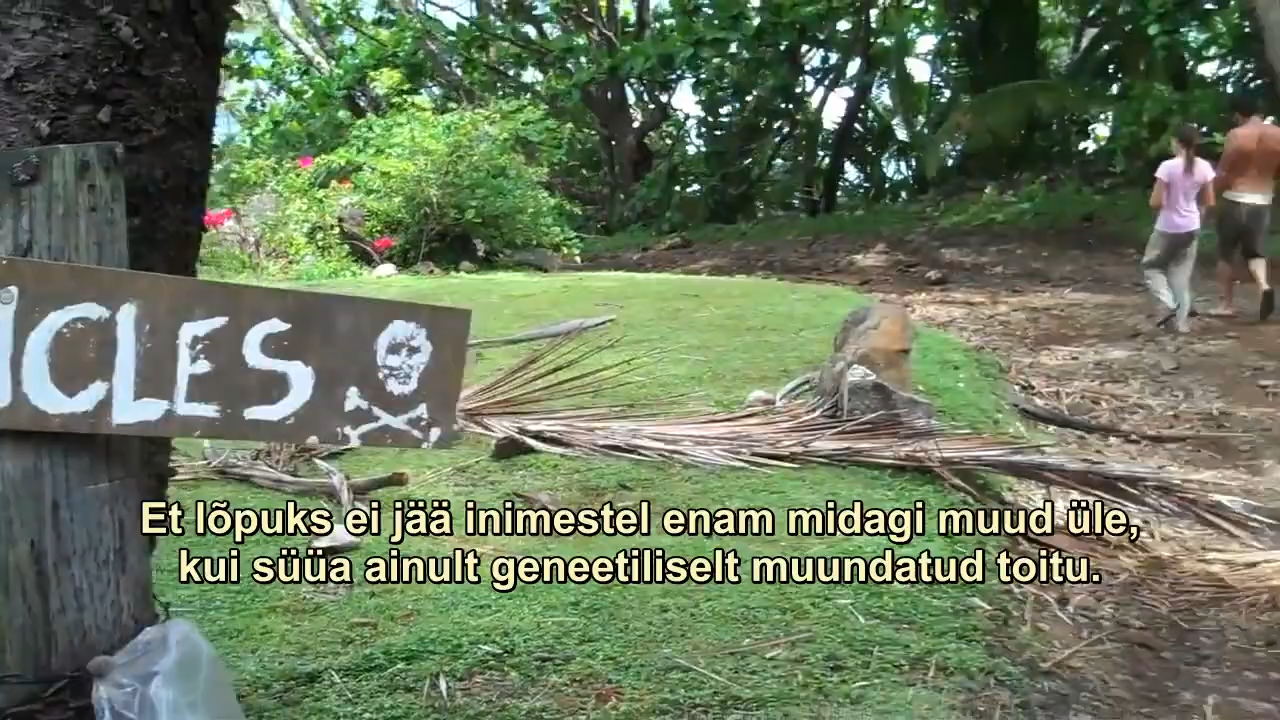 ICLES
Et lõpuks ei jää inimestel enam midagi muud üle,
kui süüa ainult geneetiliselt muundatud toitu.